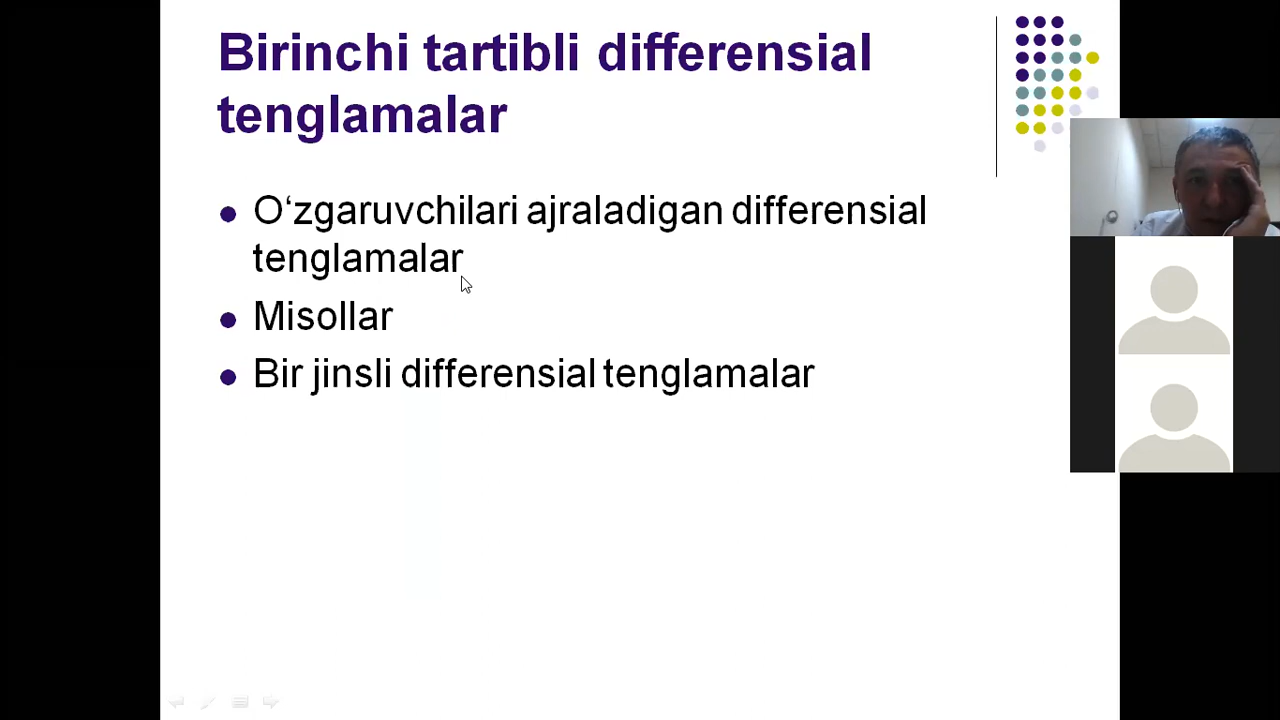 Birinchi tartibli differensial
tenglamalar
O‘zgaruvchilari ajraladigan differensial
tenglamalar
Misollar
Bir jinsli differensial tenglamalar